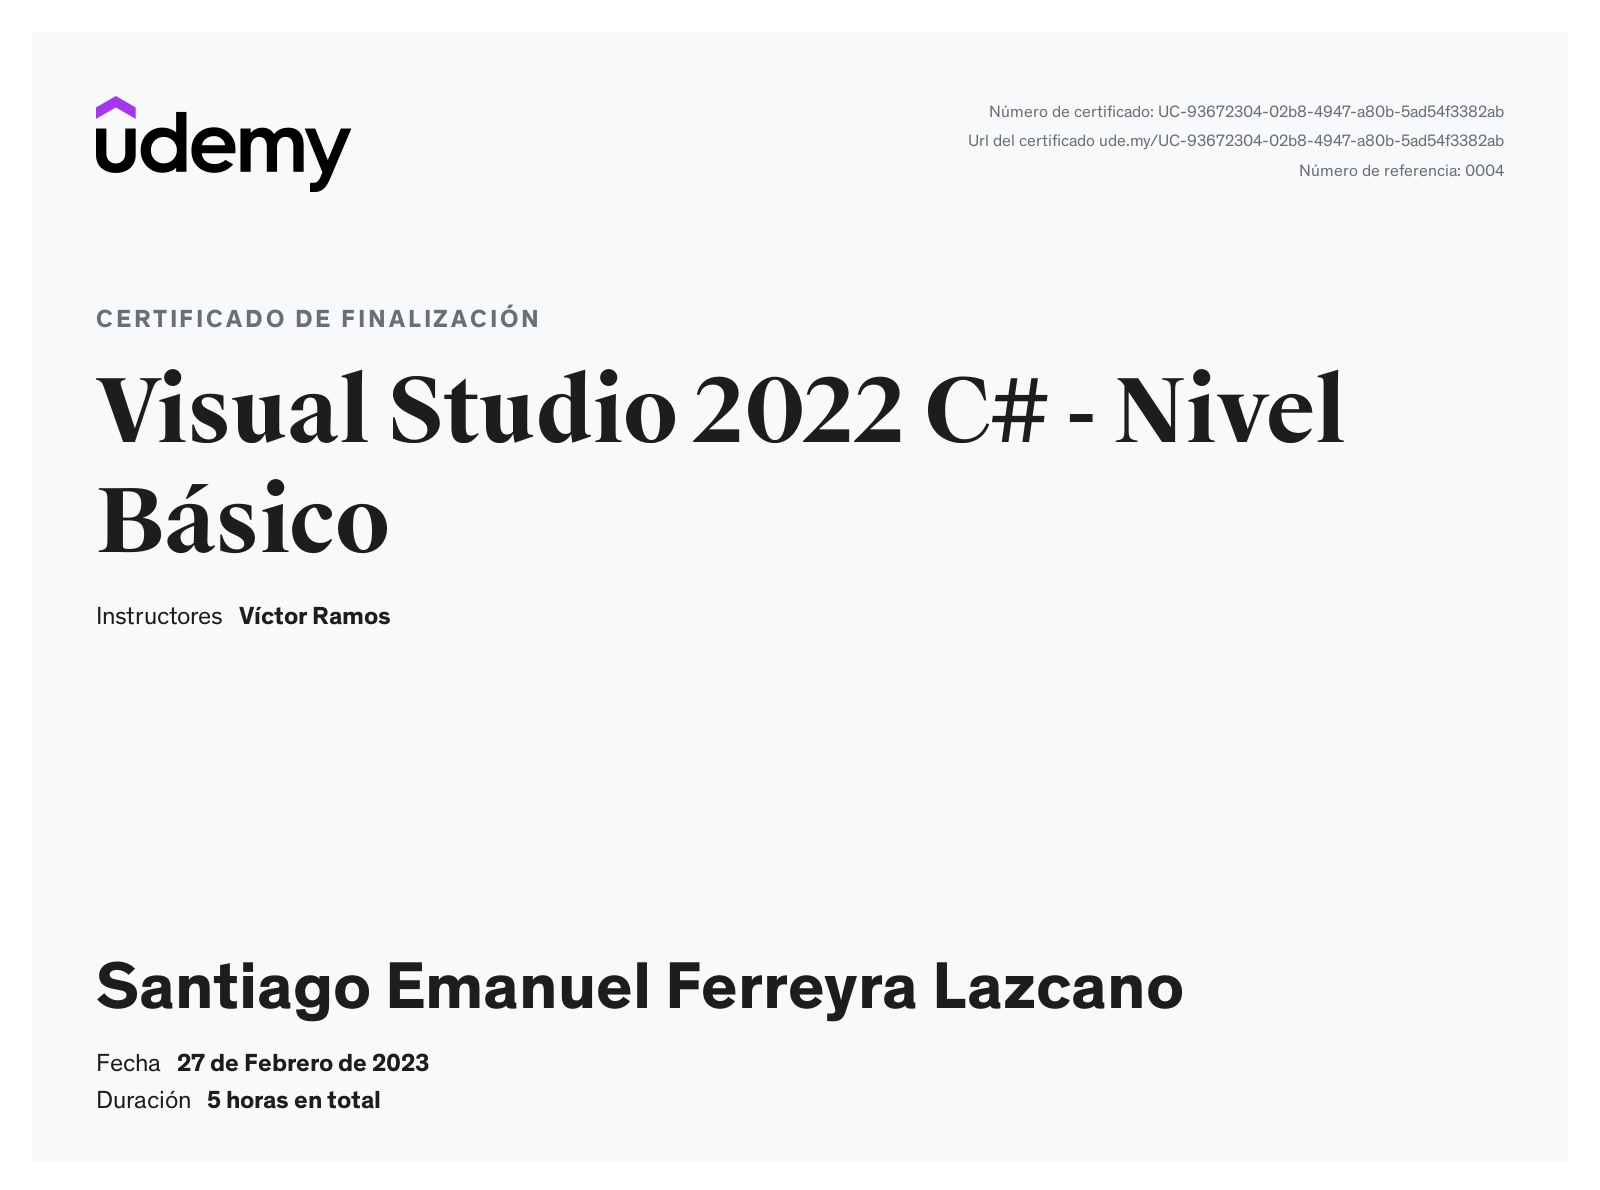 udemy
Número de certificado: UC-93672304-02b8-4947-a80b-5ad54f3382ab
Url del certificado ude.my/UC-93672304-02b8-4947-a80b-5ad54f3382ab
Número de referencia: 0004
CERTIFICADO DE FINALIZACIÓN
Visual Studio 2022 C# - Nivel
Básico
Instructores Víctor Ramos
Santiago Emanuel Ferreyra Lazcano
Fecha 27 de Febrero de 2023
Duración 5 horas en total